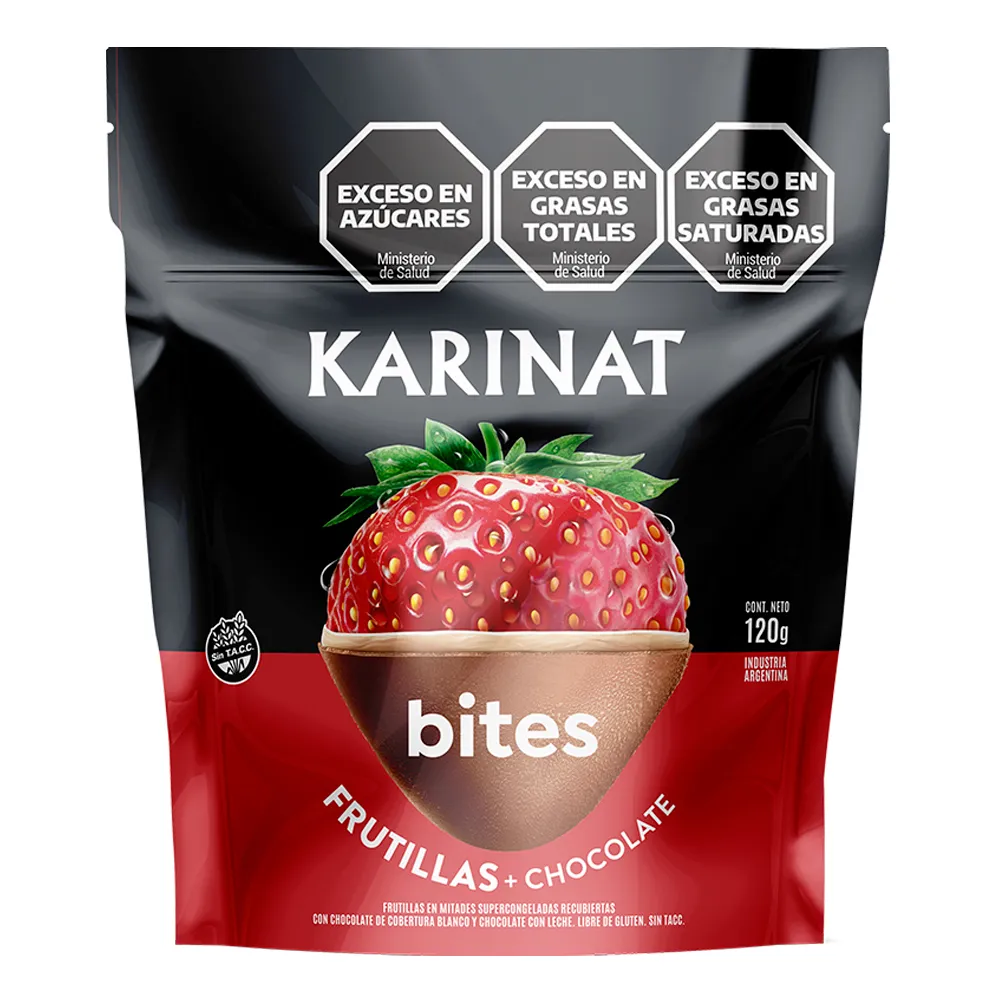 EXCESO EN
AZÚCARES
Ministerio
de Salud
EXCESO EN
GRASAS
TOTALES
Ministerio
de Salud
EXCESO EN
GRASAS
SATURADAS
Ministerio
de Salud
KARINAT
Sin T.A.C.C.
CONT. NETO
120g
INDUSTRIA
ARGENTINA
bites
FRUTILLAS + CHOCOLATE
FRUTILLAS EN MITADES SUPERCONGELADAS RECUBIERTAS
CON CHOCOLATE DE COBERTURA BLANCO Y CHOCOLATE CON LECHE. LIBRE DE GLUTEN. SIN TACC.